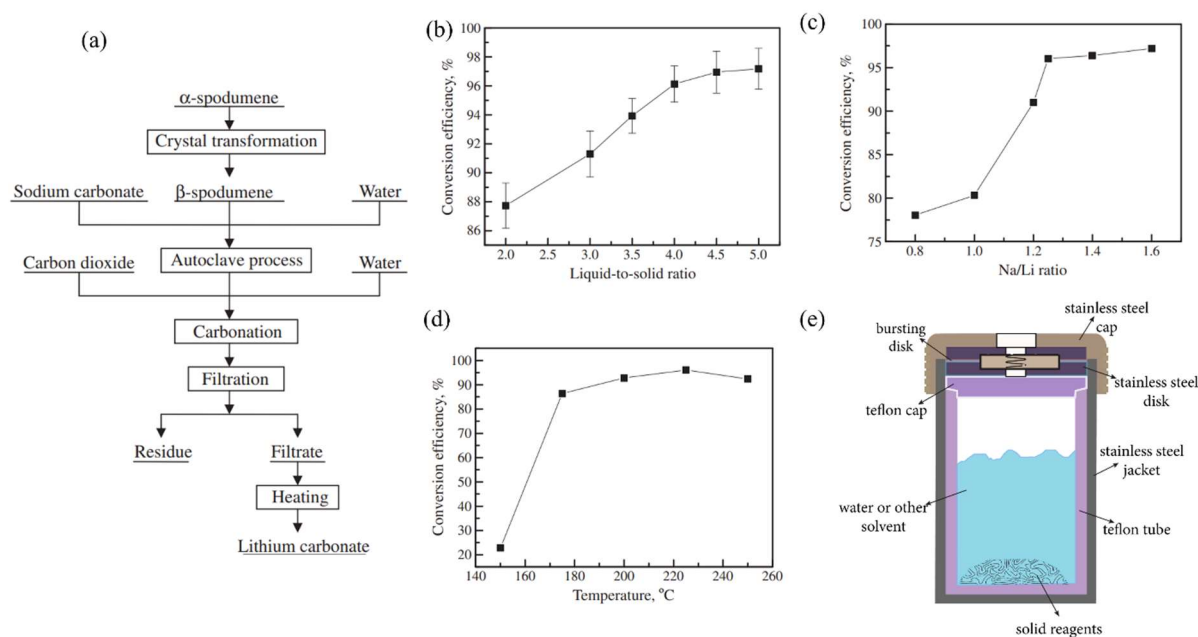 (a)
α-spodumene
Crystal transformation
Sodium carbonate
β-spodumene
Water
Carbon dioxide
Autoclave process
Water
Carbonation
Filtration
Residue
Filtrate
Heating
Lithium carbonate
(b)
Conversion efficiency, %
98
96
94
92
90
88
86
2.0 2.5 3.0 3.5 4.0 4.5 5.0
Liquid-to-solid ratio
(c)
Conversion efficiency, %
100
95
90
85
80
75
0.8 1.0 1.2 1.4 1.6
Na/Li ratio
(d)
Conversion efficiency, %
100
90
80
70
60
50
40
30
20
140 160 180 200 220 240 260
Temperature, °C
(e)
stainless steel
cap
bursting
disk
stainless steel
disk
teflon cap
stainless steel
jacket
water or other
solvent
teflon tube
solid reagents